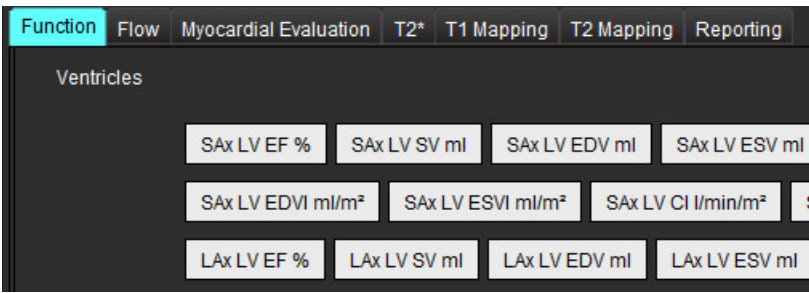 Function Flow Myocardial Evaluation T2* T1 Mapping T2 Mapping Reporting
Ventricles
SAx LV EF % SAx LV SV ml SAx LV EDV ml SAx LV ESV ml
SAx LV EDVI ml/m² SAx LV ESVI ml/m² SAx LV CI l/min/m²
LAx LV EF % LAx LV SV ml LAx LV EDV ml LAx LV ESV ml